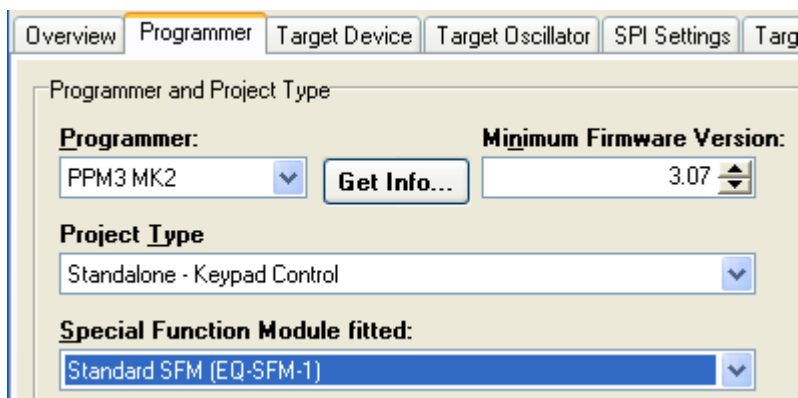 Overview Programmer Target Device Target Oscillator SPI Settings Targ
Programmer and Project Type
Programmer: Minimum Firmware Version:
PPM3 MK2 Get Info... 3.07
Project Type
Standalone - Keypad Control
Special Function Module fitted:
Standard SFM (EQ-SFM-1)